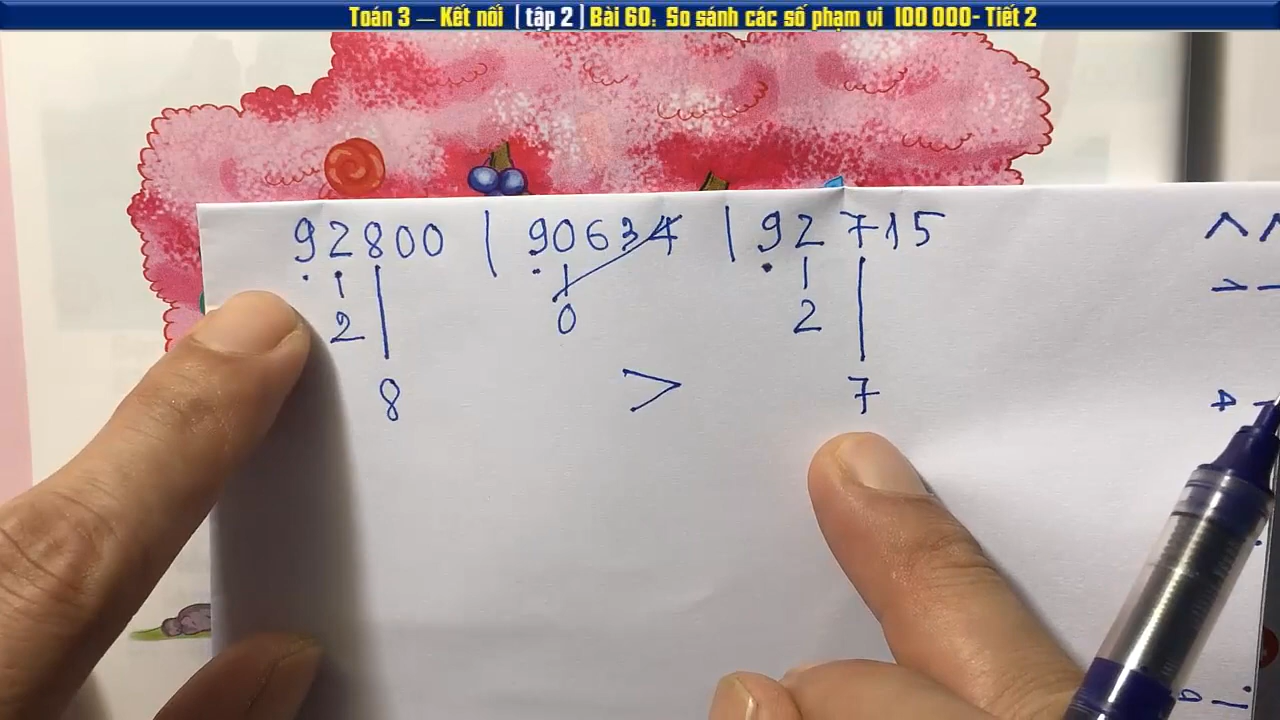 Toán 3 – Kết nối [ tập 2 ] Bài 60: So sánh các số phạm vi 100 000- Tiết 2
92800 | 90634 | 92715
2 0 2
8 > 7